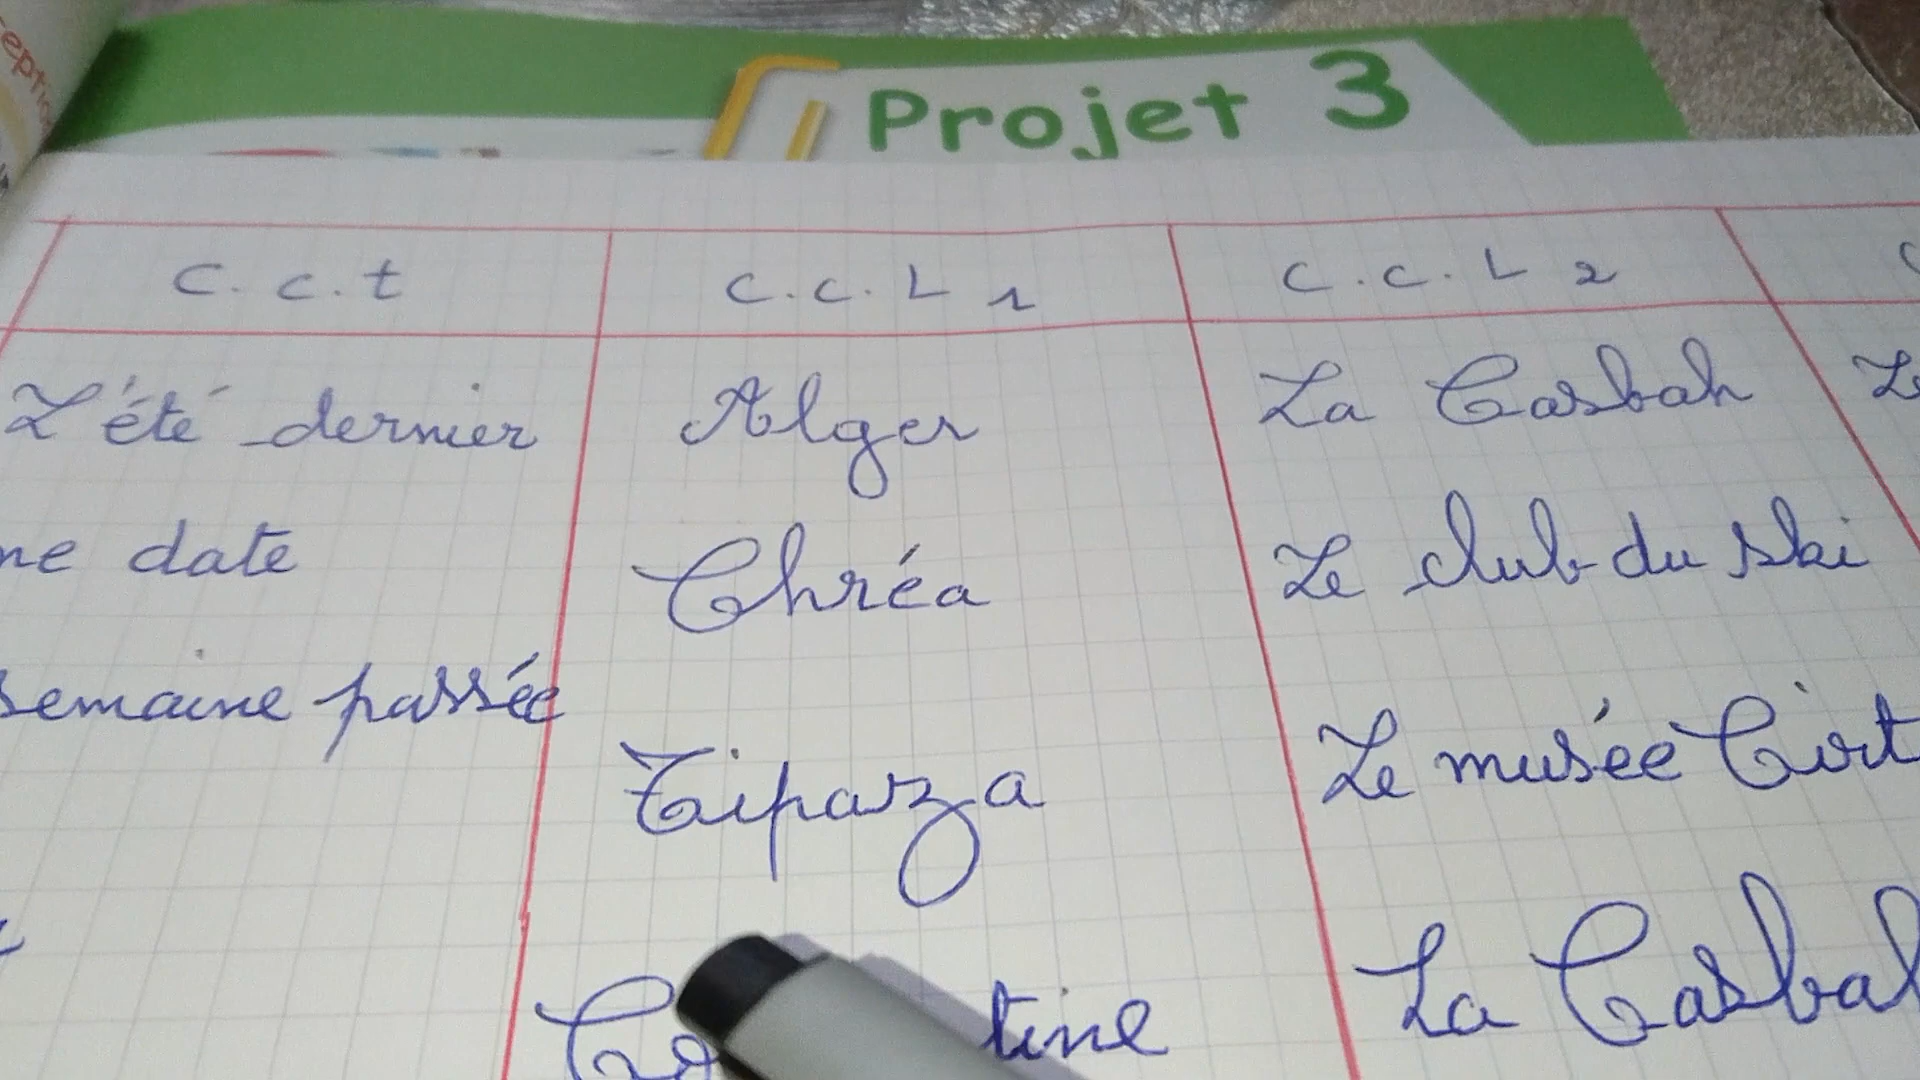 Projet 3
C.c.t C.c.L 1 C.c.L 2
L'été dernier Alger La Casbah
date Chréa Le club du ski
semaine passée
Tipaza Le musée
La